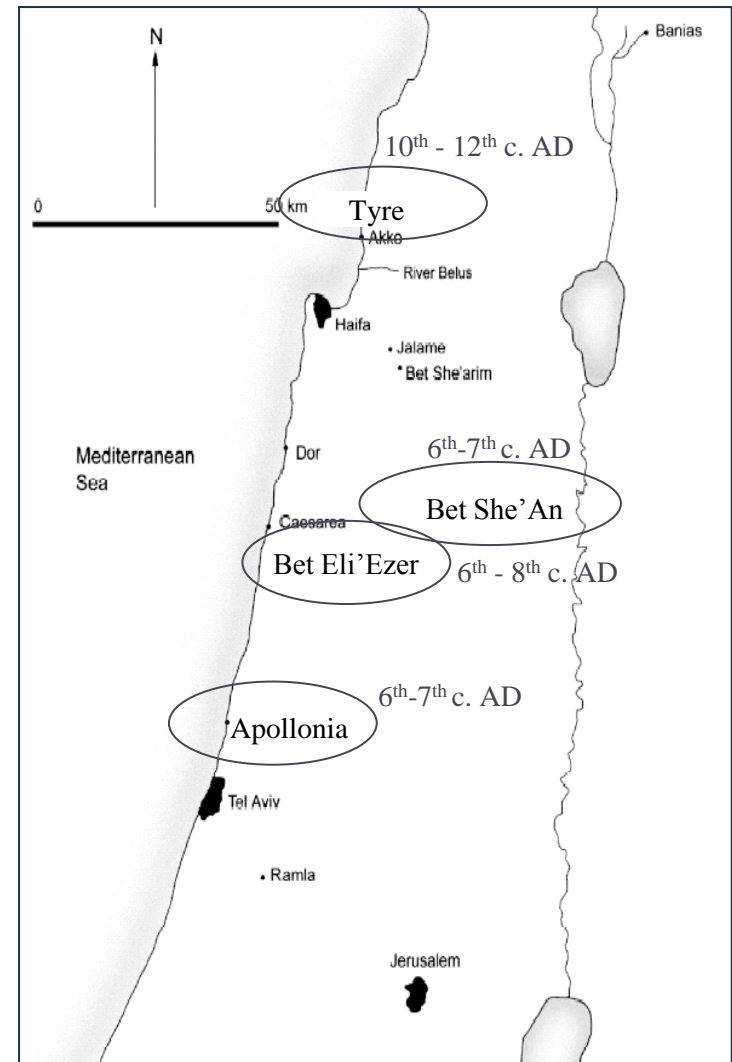 Banias
N
10th - 12th c. AD
0 50 km
Tyre
Akko
River Belus
Haifa
Jalame
Bet She'arim
6th-7th c. AD
Dor
Mediterranean
Sea
Bet She’An
Caesarea
Bet Eli’Ezer
6th - 8th c. AD
6th-7th c. AD
Apollonia
Tel Aviv
Ramla
Jerusalem